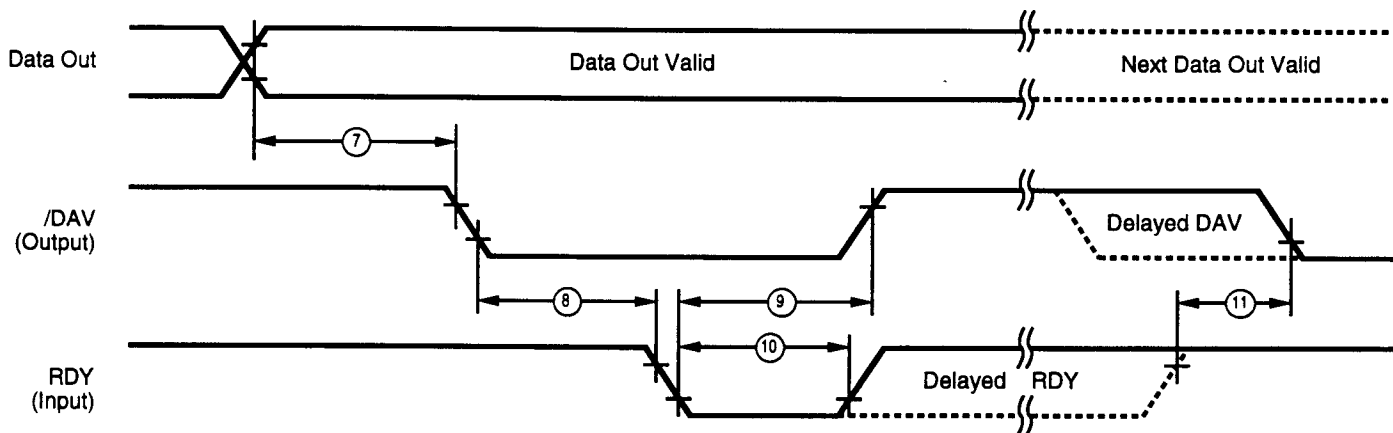 Data Out
Data Out Valid
Next Data Out Valid
7
/DAV
(Output)
Delayed DAV
8
9
11
10
RDY
(Input)
Delayed RDY